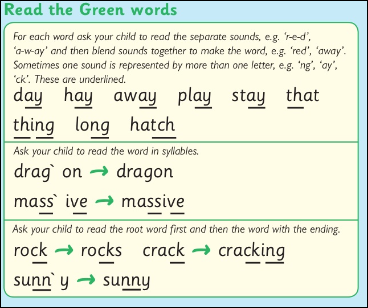 Read the Green words
For each word ask your child to read the separate sounds, e.g. 'r-e-d',
'a-w-ay' and then blend sounds together to make the word, e.g. 'red', 'away'.
Sometimes one sound is represented by more than one letter, e.g. 'ng', 'ay',
'ck'. These are underlined.
day hay away play stay that
thing long hatch
Ask your child to read the word in syllables.
drag` on → dragon
mass` ive → massive
Ask your child to read the root word first and then the word with the ending.
rock → rocks crack → cracking
sunn` y → sunny